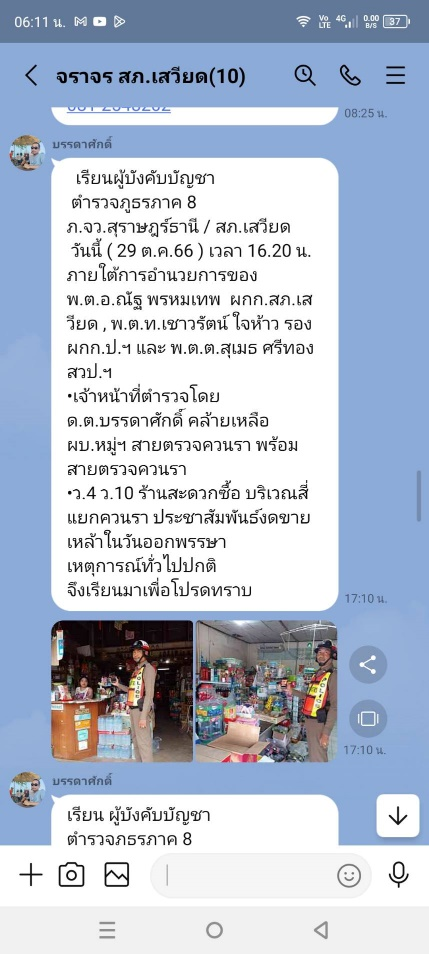 06:11 น.
Vo LTE 4G 0.00 B/S 37
จราจร สภ.เสวียด(10)
08:25 น.
บรรดาศักดิ์
เรียนผู้บังคับบัญชา
ตำรวจภูธรภาค 8
ภ.จว.สุราษฎร์ธานี / สภ.เสวียด
วันนี้ ( 29 ต.ค.66 ) เวลา 16.20 น.
ภายใต้การอำนวยการของ
พ.ต.อ.ณัฐ พรหมเทพ ผกก.สภ.เส
วียด , พ.ต.ท.เชาวรัตน์ ใจห้าว รอง
ผกก.ป.ฯ และ พ.ต.ต.สุเมธ ศรีทอง
สวป.ฯ
•เจ้าหน้าที่ตำรวจโดย
ด.ต.บรรดาศักดิ์ คล้ายเหลือ
ผบ.หมู่ฯ สายตรวจควนรา พร้อม
สายตรวจควนรา
•ว.4 ว.10 ร้านสะดวกซื้อ บริเวณสี่
แยกควนรา ประชาสัมพันธ์งดขาย
เหล้าในวันออกพรรษา
เหตุการณ์ทั่วไปปกติ
จึงเรียนมาเพื่อโปรดทราบ
17:10 น.
17:10 น.
บรรดาศักดิ์
เรียน ผู้บังคับบัญชา
ตำรวจภูธรภาค 8